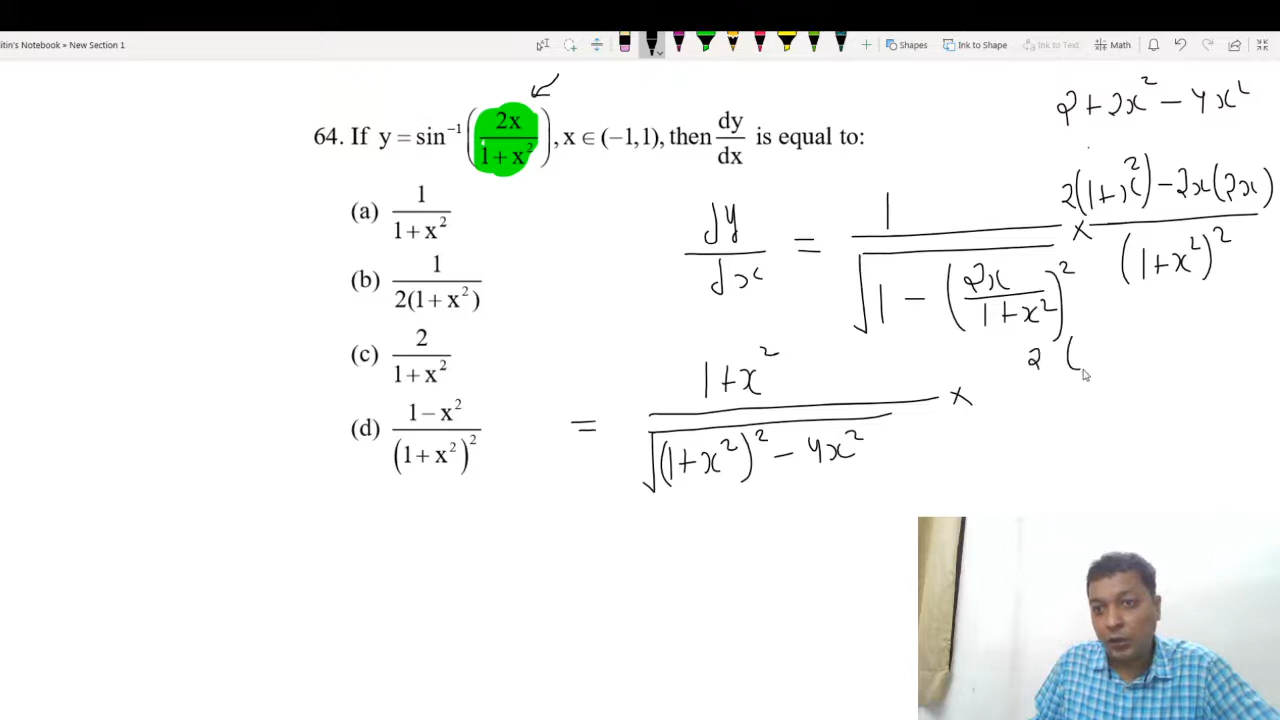 itin's Notebook » New Section 1
Shapes Ink to Shape Ink to Text Math
64. If y = sin⁻¹(2x/(1+x²)), x ∈ (−1,1), then dy/dx is equal to:
(a) 1/(1+x²)
(b) 1/(2(1+x²))
(c) 2/(1+x²)
(d) (1−x²)/(1+x²)²
2+2x²−4x²
dy/dx = 1/√(1−(2x/(1+x²))²) × (2(1+x²)−2x(2x))/(1+x²)²
= (1+x²)/√((1+x²)²−4x²) × 2(